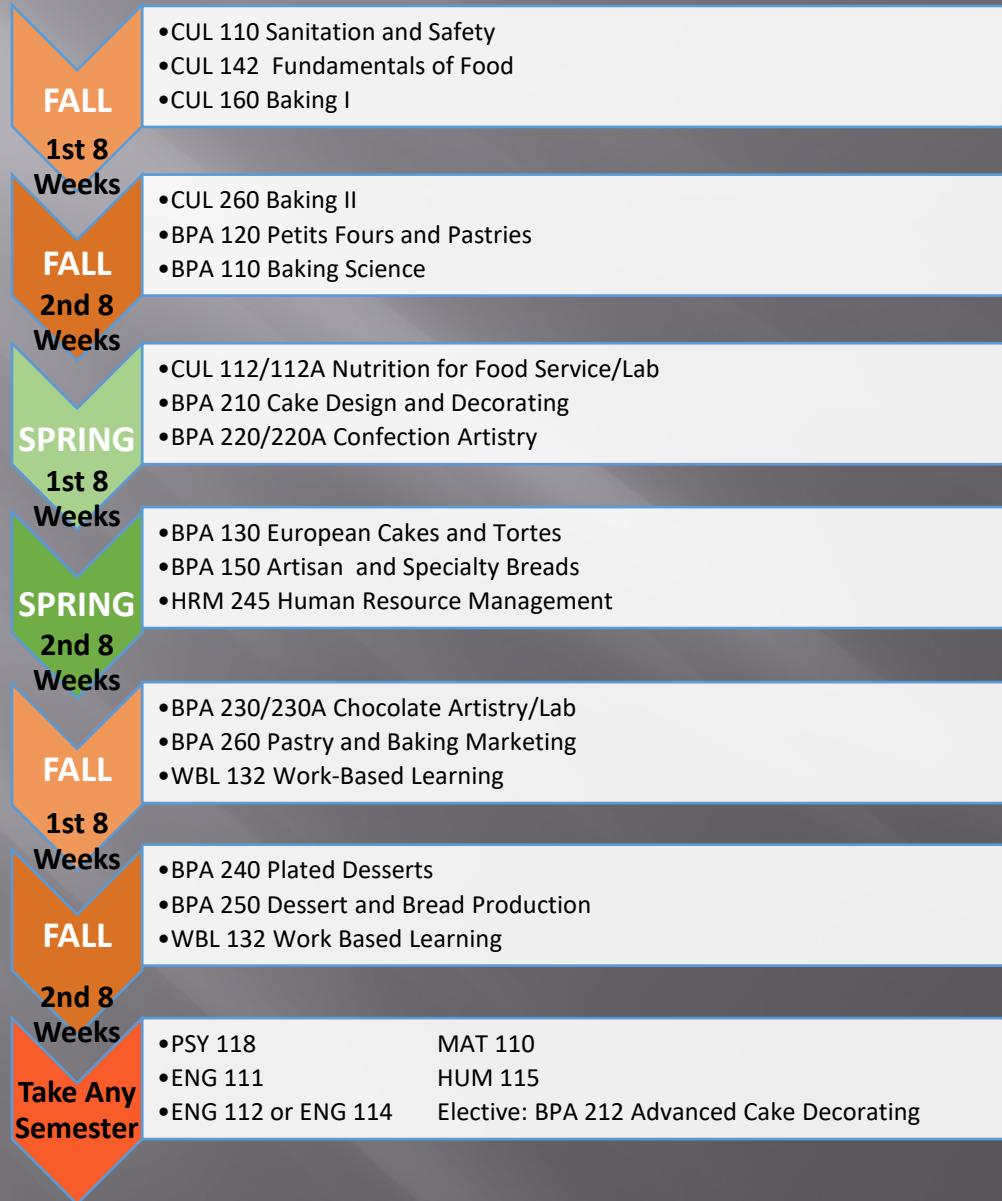 •CUL 110 Sanitation and Safety
•CUL 142  Fundamentals of Food
•CUL 160 Baking I
FALL
1st 8
Weeks
•CUL 260 Baking II
•BPA 120 Petits Fours and Pastries
•BPA 110 Baking Science
FALL
2nd 8
Weeks
•CUL 112/112A Nutrition for Food Service/Lab
•BPA 210 Cake Design and Decorating
•BPA 220/220A Confection Artistry
SPRING
1st 8
Weeks
•BPA 130 European Cakes and Tortes
•BPA 150 Artisan  and Specialty Breads
•HRM 245 Human Resource Management
SPRING
2nd 8
Weeks
•BPA 230/230A Chocolate Artistry/Lab
•BPA 260 Pastry and Baking Marketing
•WBL 132 Work-Based Learning
FALL
1st 8
Weeks
•BPA 240 Plated Desserts
•BPA 250 Dessert and Bread Production
•WBL 132 Work Based Learning
FALL
2nd 8
Weeks
•PSY 118 MAT 110
•ENG 111 HUM 115
•ENG 112 or ENG 114 Elective: BPA 212 Advanced Cake Decorating
Take Any
Semester